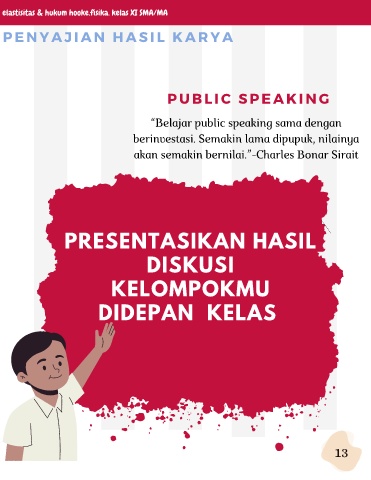 elastisitas & hukum hooke.fisika. kelas XI SMA/MA
PENYAJIAN HASIL KARYA
PUBLIC SPEAKING
“Belajar public speaking sama dengan
berinvestasi. Semakin lama dipupuk, nilainya
akan semakin bernilai.”-Charles Bonar Sirait
PRESENTASIKAN HASIL
DISKUSI
KELOMPOKMU
DIDEPAN KELAS
13